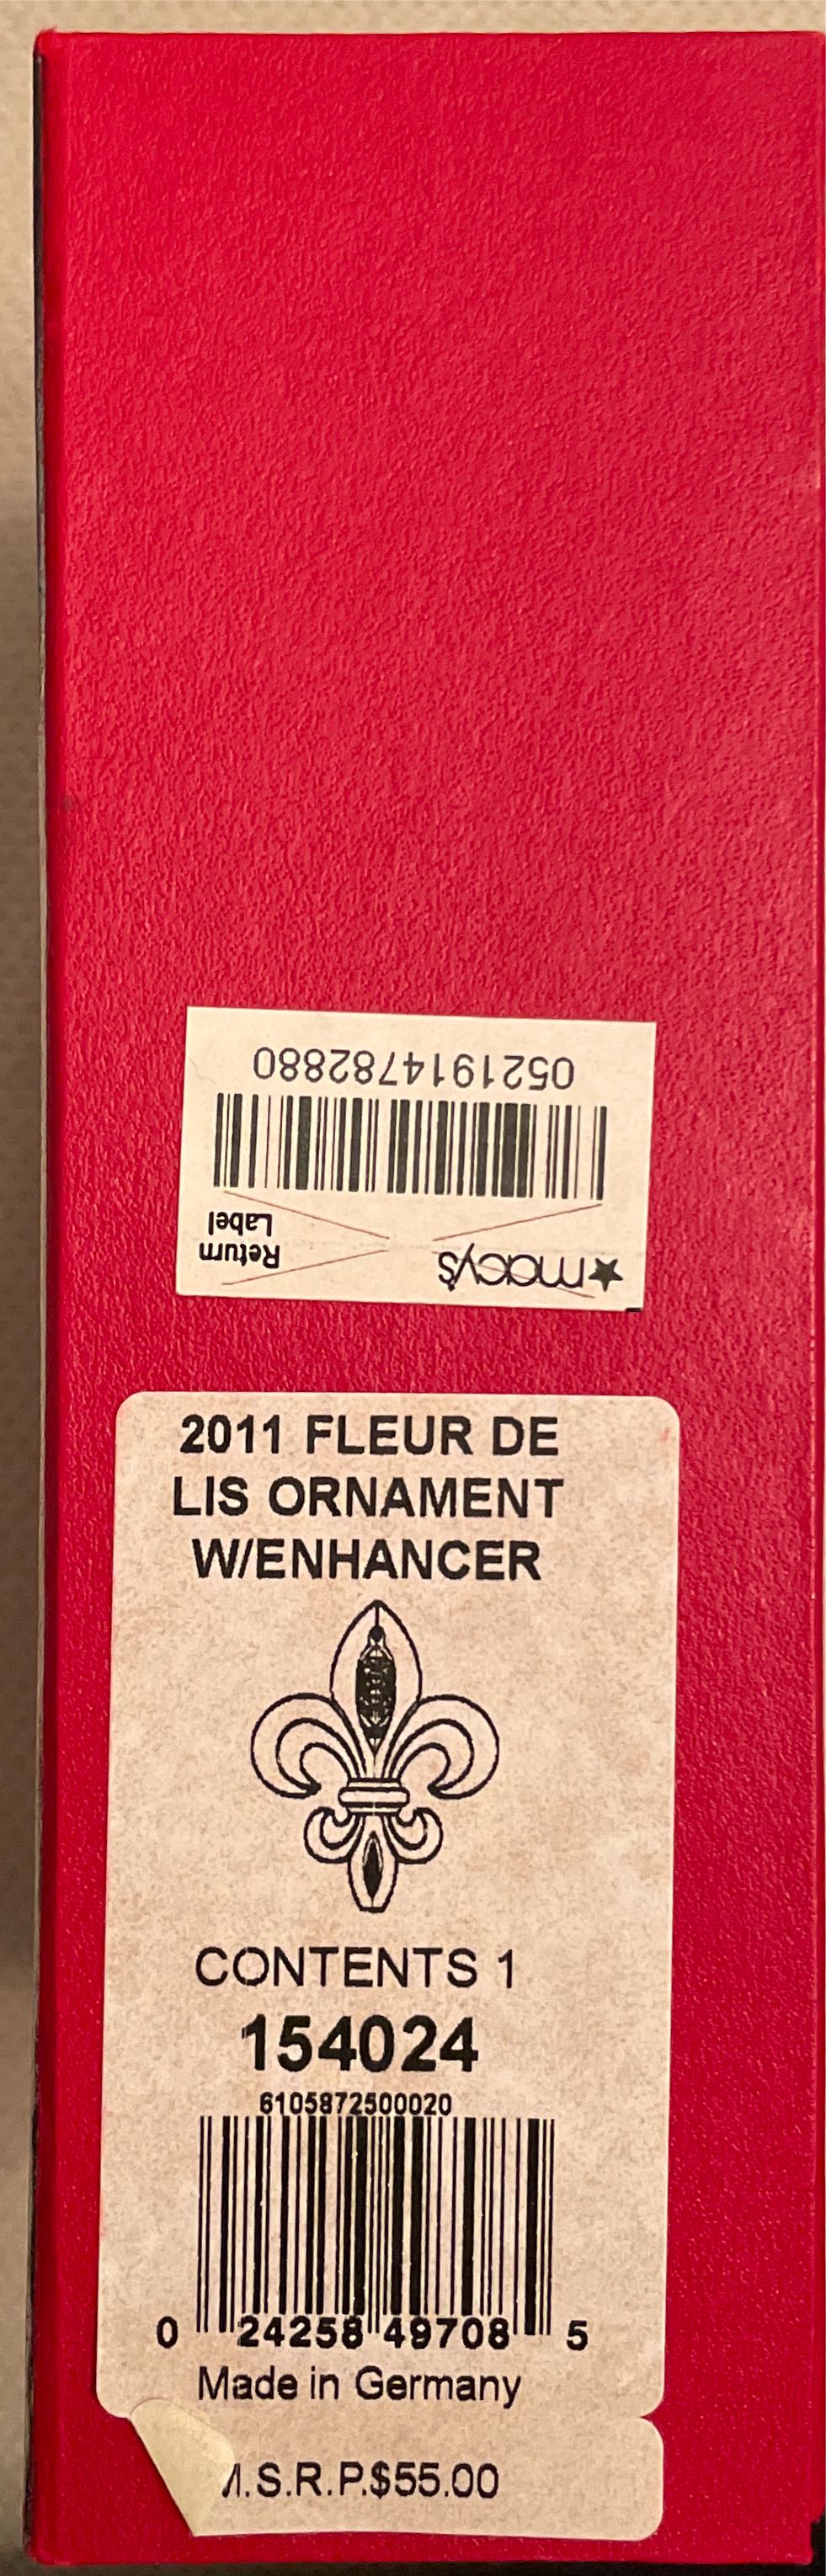 ★macy's Return
Label
0521914782880
2011 FLEUR DE
LIS ORNAMENT
W/ENHANCER
CONTENTS 1
154024
6105872500020
0 24258 49708 5
Made in Germany
M.S.R.P.$55.00